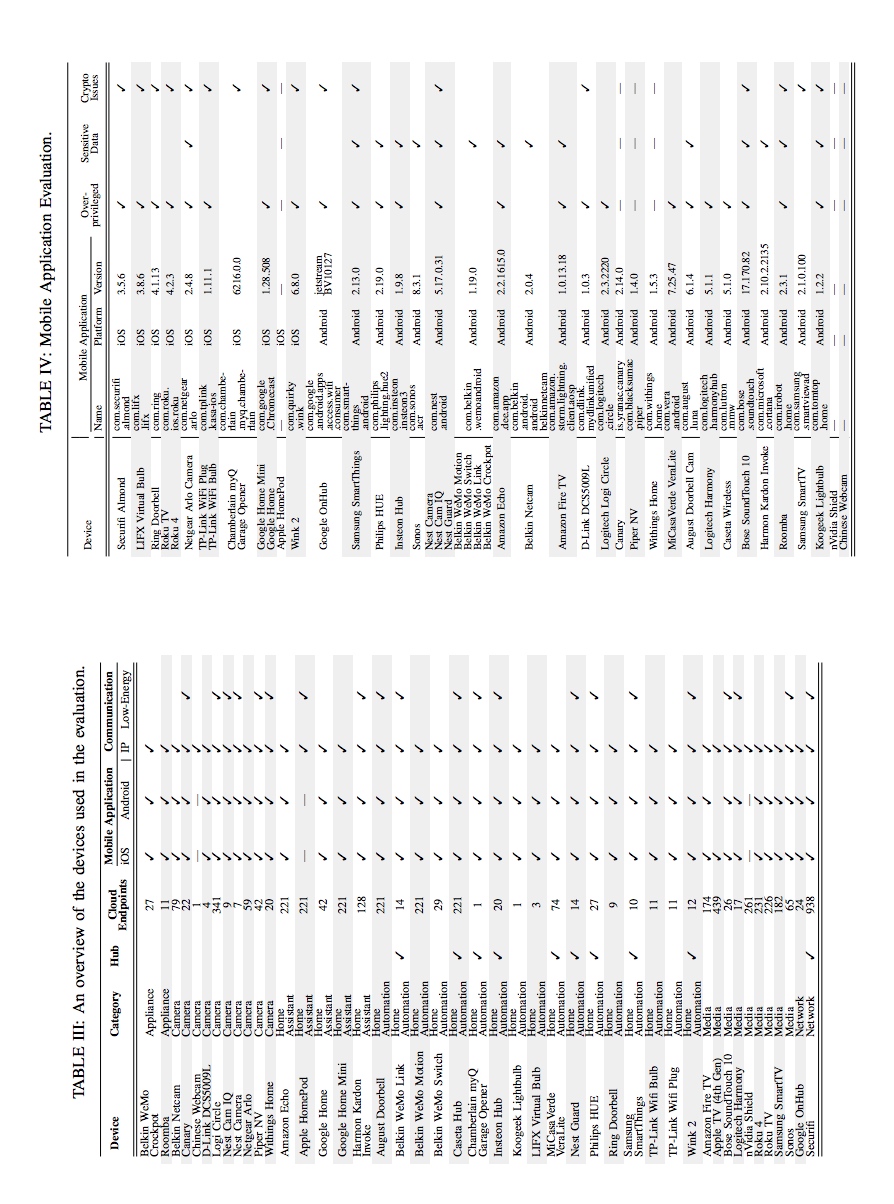 TABLE III: An overview of the devices used in the evaluation.
Device Category Hub Cloud Endpoints Mobile Application Communication
iOS Android IP Low-Energy
Belkin WeMo Crockpot Appliance 27 ✓ ✓ ✓
Roomba Appliance 11 ✓ ✓ ✓
Belkin Netcam Camera 79 ✓ ✓ ✓
Canary Camera 22 ✓ ✓ ✓ ✓
Chinese Webcam Camera 1 — — ✓
D-Link DCS5009L Camera 4 ✓ ✓ ✓
Logi Circle Camera 341 ✓ ✓ ✓ ✓
Nest Cam IQ Camera 9 ✓ ✓ ✓ ✓
Nest Camera Camera 7 ✓ ✓ ✓ ✓
Netgear Arlo Camera 59 ✓ ✓ ✓
Piper NV Camera 42 ✓ ✓ ✓ ✓
Withings Home Camera 20 ✓ ✓ ✓ ✓
Amazon Echo Home Assistant 221 ✓ ✓ ✓
Apple HomePod Home Assistant 221 — — ✓ ✓
Google Home Home Assistant 42 ✓ ✓ ✓
Google Home Mini Home Assistant 221 ✓ ✓ ✓
Harmon Kardon Invoke Home Assistant 128 ✓ ✓ ✓ ✓
August Doorbell Home Automation 221 ✓ ✓ ✓ ✓
Belkin WeMo Link Home Automation ✓ 14 ✓ ✓ ✓ ✓
Belkin WeMo Motion Home Automation 221 ✓ ✓ ✓
Belkin WeMo Switch Home Automation 29 ✓ ✓ ✓
Caseta Hub Home Automation ✓ 221 ✓ ✓ ✓ ✓
Chamberlain myQ Garage Opener Home Automation ✓ 1 ✓ ✓ ✓ ✓
Insteon Hub Home Automation ✓ 20 ✓ ✓ ✓ ✓
Koogeek Lightbulb Home Automation 1 ✓ ✓ ✓
LIFX Virtual Bulb Home Automation 3 ✓ ✓ ✓
MiCasa Verde VeraLite Home Automation ✓ 74 ✓ ✓ ✓
Nest Guard Home Automation ✓ 14 ✓ ✓ ✓ ✓
Philips HUE Home Automation ✓ 27 ✓ ✓ ✓ ✓
Ring Doorbell Home Automation 9 ✓ ✓ ✓
Samsung SmartThings Home Automation ✓ 10 ✓ ✓ ✓ ✓
TP-Link Wifi Bulb Home Automation 11 ✓ ✓ ✓
TP-Link Wifi Plug Home Automation 11 ✓ ✓ ✓
Wink 2 Home Automation ✓ 12 ✓ ✓ ✓ ✓
Amazon Fire TV Media 174 ✓ ✓ ✓
Apple TV (4th Gen) Media 439 ✓ ✓
Bose SoundTouch 10 Media 26 ✓ ✓ ✓ ✓
Logitech Harmony Media 17 ✓ ✓ ✓ ✓
nVidia Shield Media 261 — — ✓
Roku 4 Media 231 ✓ ✓ ✓
Roku TV Media 226 ✓ ✓ ✓
Samsung SmartTV Media 182 ✓ ✓ ✓
Sonos Media 65 ✓ ✓ ✓ ✓
Google OnHub Network 24 ✓ ✓ ✓
Securifi Network ✓ 938 ✓ ✓ ✓ ✓
TABLE IV: Mobile Application Evaluation.
Device Mobile Application Over-privileged Sensitive Data Crypto Issues
Name Platform Version
Securifi Almond com.securifi almond iOS 3.5.6 ✓ ✓
LIFX Virtual Bulb com.lifx lifx iOS 3.8.6 ✓ ✓
Ring Doorbell com.ring iOS 4.1.13 ✓ ✓
Roku TV
Roku 4 com.roku. ios.roku iOS 4.2.3 ✓ ✓
Netgear Arlo Camera com.netgear arlo iOS 2.4.8 ✓ ✓
TP-Link WiFi Plug
TP-Link WiFi Bulb com.tplink kasa-ios iOS 1.11.1 ✓ ✓
Chamberlain myQ Garage Opener com.chambe-rlain myq.chambe-rlain iOS 6216.0.0 ✓
Google Home Mini
Google Home com.google Chromecast iOS 1.28.508 ✓ ✓
Apple HomePod — iOS — — — —
Wink 2 com.quirky .wink iOS 6.8.0 ✓ ✓
Google OnHub com.google android.apps access.wifi .consumer Android jetstream BV10127 ✓ ✓
Samsung SmartThings com.smart-things android Android 2.13.0 ✓ ✓ ✓
Philips HUE com.philips lighting.hue2 Android 2.19.0 ✓ ✓
Insteon Hub com.insteon insteon3 Android 1.9.8 ✓ ✓
Sonos com.sonos acr Android 8.3.1 ✓
Nest Camera
Nest Cam IQ
Nest Guard com.nest android Android 5.17.0.31 ✓ ✓ ✓
Belkin WeMo Motion
Belkin WeMo Switch
Belkin WeMo Link
Belkin WeMo Crockpot com.belkin .wemoandroid Android 1.19.0 ✓
Amazon Echo com.amazon dee.app Android 2.2.1615.0 ✓ ✓
Belkin Netcam com.belkin android. android belkinnetcam Android 2.0.4 ✓
Amazon Fire TV com.amazon. storm.lightning. client.aosp Android 1.0.13.18 ✓ ✓
D-Link DCS5009L com.dlink. mydlinkunified Android 1.0.3 ✓ ✓
Logitech Logi Circle com.logitech circle Android 2.3.2220 ✓
Canary is.yranac.canary Android 2.14.0 — — —
Piper NV com.blacksumac piper Android 1.4.0 — — —
Withings Home com.withings home Android 1.5.3 — — —
MiCasa Verde VeraLite com.vera android Android 7.25.47 ✓
August Doorbell Cam com.august luna Android 6.1.4 ✓ ✓
Logitech Harmony com.logitech harmonyhub Android 5.1.1 ✓
Caseta Wireless com.lutron mmw Android 5.1.0 ✓
Bose SoundTouch 10 com.bose soundtouch Android 17.170.82 ✓ ✓ ✓
Harmon Kardon Invoke com.microsoft cortana Android 2.10.2.2135 ✓
Roomba com.irobot home Android 2.3.1 ✓ ✓
Samsung SmartTV com.samsung smartviewad Android 2.1.0.100 ✓
Koogeek Lightbulb com.tomtop home Android 1.2.2 ✓ ✓ ✓
nVidia Shield — — — — — —
Chinese Webcam — — — — — —